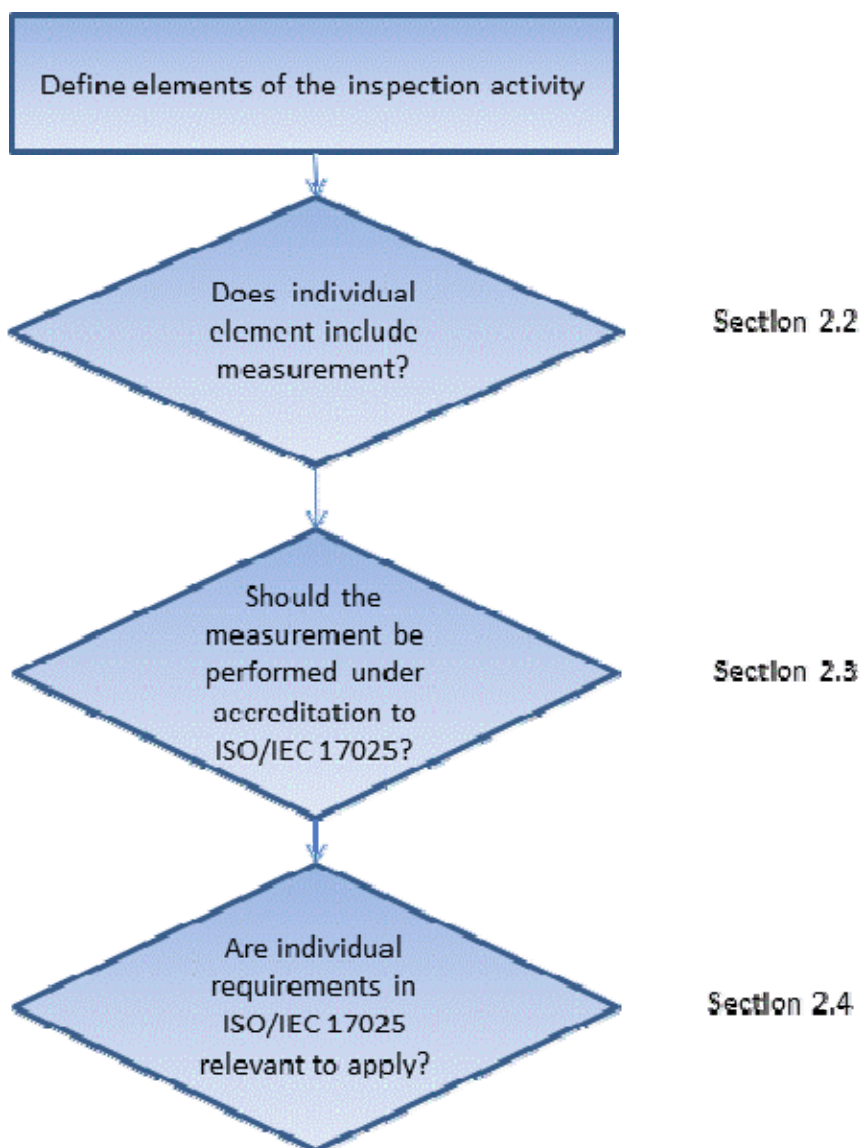 Define elements of the inspection activity
Does individual
element include
measurement?
Section 2.2
Should the
measurement be
performed under
accreditation to
ISO/IEC 17025?
Section 2.3
Are individual
requirements in
ISO/IEC 17025
relevant to apply?
Section 2.4